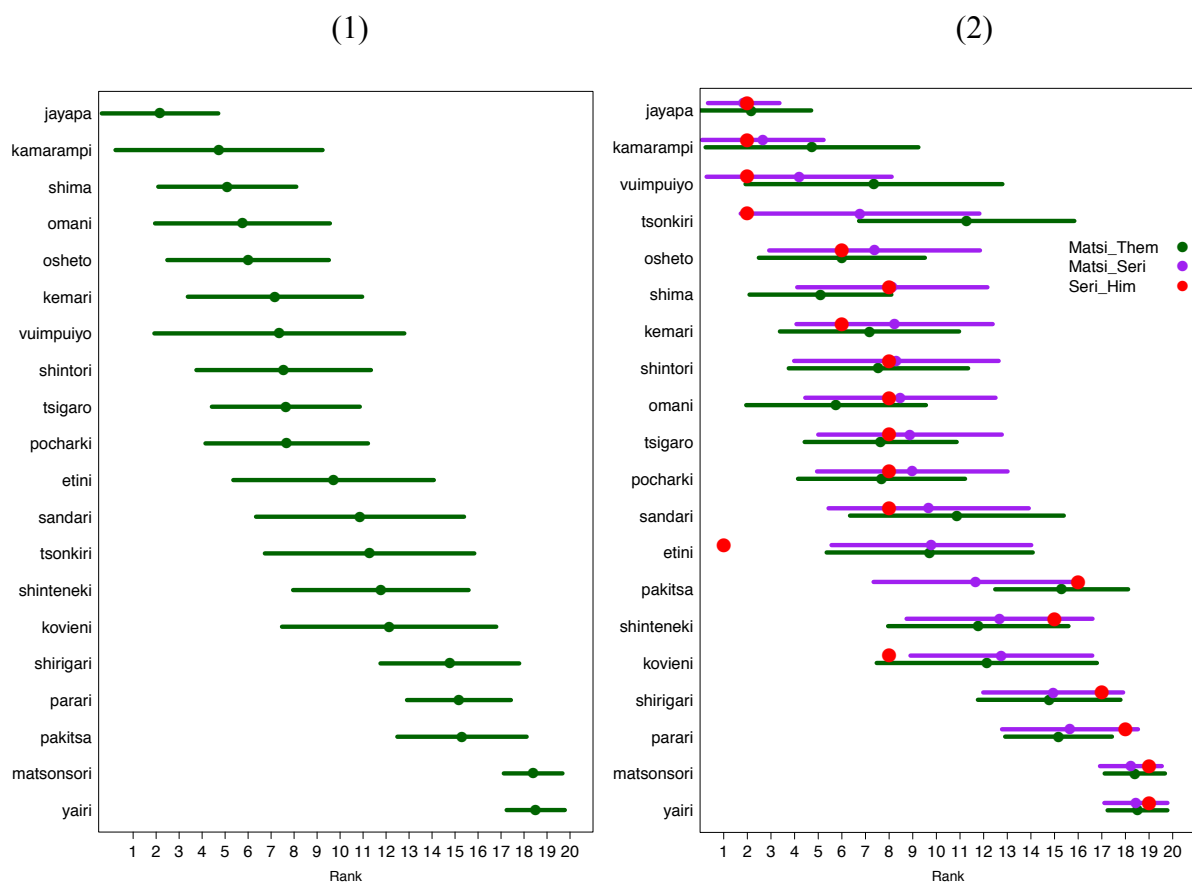 (1)
jayapa
kamarampi
shima
omani
osheto
kemari
vuimpuiyo
shintori
tsigaro
pocharki
etini
sandari
tsonkiri
shinteneki
kovieni
shirigari
parari
pakitsa
matsonsori
yairi
1 2 3 4 5 6 7 8 9 10 11 12 13 14 15 16 17 18 19 20
Rank
(2)
jayapa
kamarampi
vuimpuiyo
tsonkiri
osheto
shima
kemari
shintori
omani
tsigaro
pocharki
sandari
etini
pakitsa
shinteneki
kovieni
shirigari
parari
matsonsori
yairi
Matsi_Them
Matsi_Seri
Seri_Him
1 2 3 4 5 6 7 8 9 10 11 12 13 14 15 16 17 18 19 20
Rank